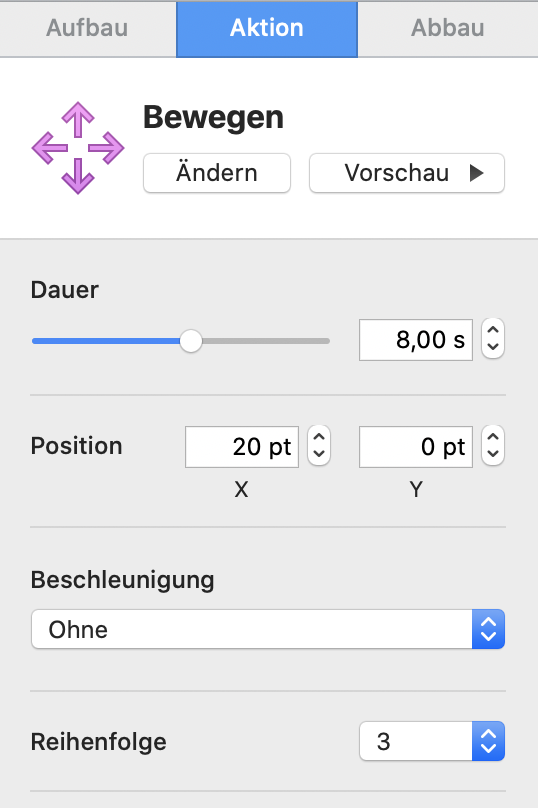 Aufbau Aktion Abbau
Bewegen
Ändern Vorschau
Dauer
8,00 s
Position 20 pt 0 pt
X Y
Beschleunigung
Ohne
Reihenfolge 3